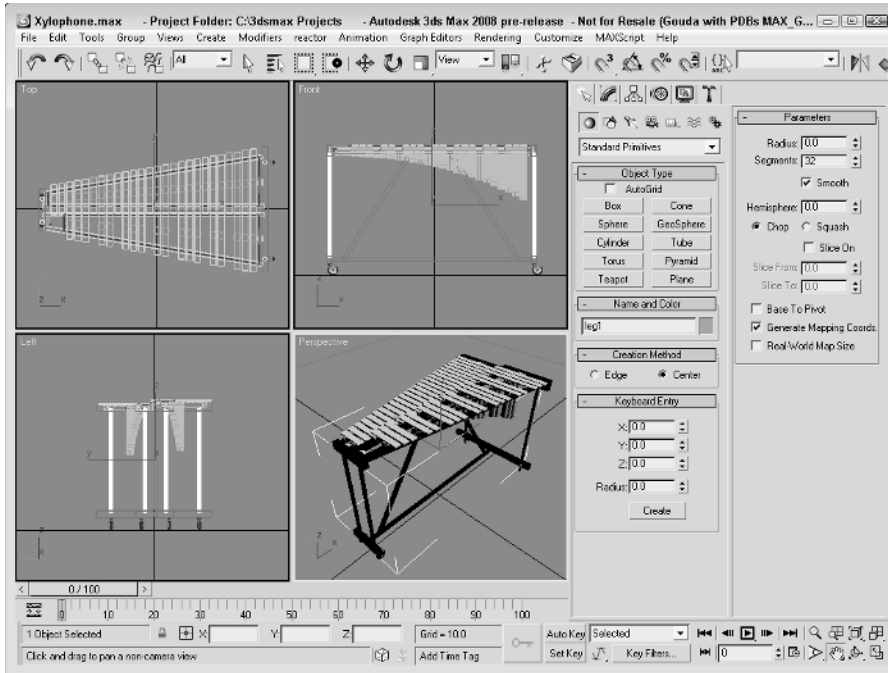 Xylophone.max - Project Folder: C:\3dsmax Projects - Autodesk 3ds Max 2008 pre-release - Not for Resale (Gouda with PDBs MAX_G...
File Edit Tools Group Views Create Modifiers reactor Animation Graph Editors Rendering Customize MAXScript Help
All
View
Top
Front
Left
Perspective
Standard Primitives
- Object Type
AutoGrid
Box Cone
Sphere GeoSphere
Cylinder Tube
Torus Pyramid
Teapot Plane
- Name and Color
leg1
- Creation Method
Edge Center
- Keyboard Entry
X: 0.0
Y: 0.0
Z: 0.0
Radius: 0.0
Create
- Parameters
Radius: 0.0
Segments: 32
Smooth
Hemisphere: 0.0
Chop Squash
Slice On
Slice From: 0.0
Slice To: 0.0
Base To Pivot
Generate Mapping Coords.
Real-World Map Size
< 0 / 100 >
0 10 20 30 40 50 60 70 80 90 100
1 Object Selected X: Y: Z: Grid = 10.0 Auto Key Selected
Click and drag to pan a non-camera view Add Time Tag Set Key Key Filters... 0